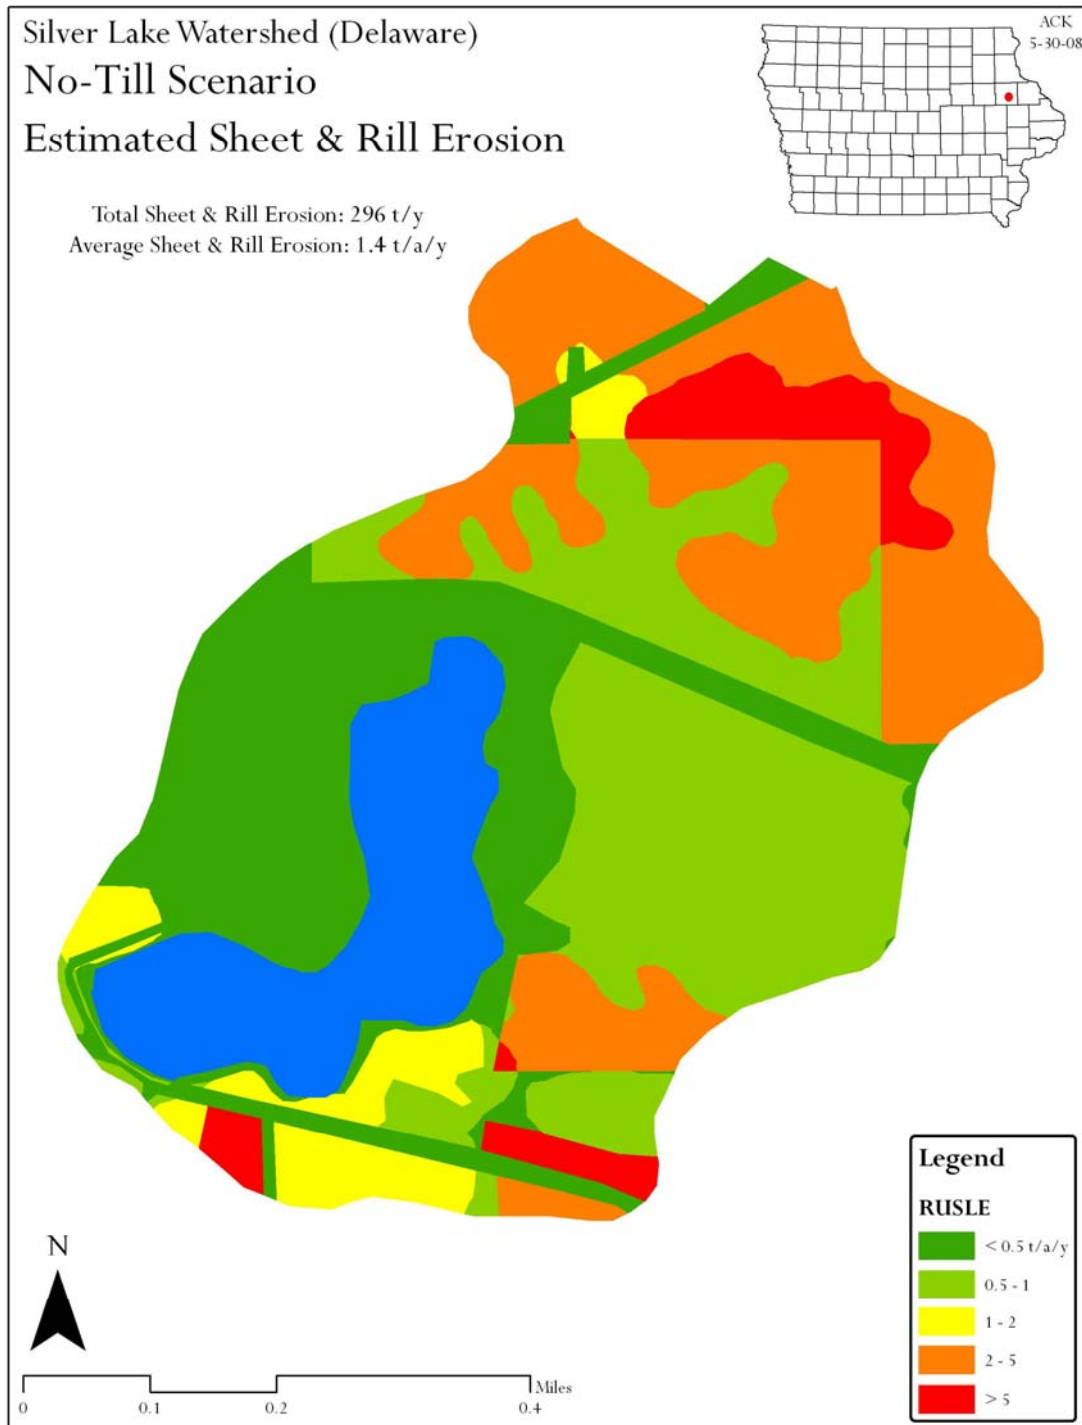 Silver Lake Watershed (Delaware)
No-Till Scenario
Estimated Sheet & Rill Erosion
ACK
5-30-08
Total Sheet & Rill Erosion: 296 t/y
Average Sheet & Rill Erosion: 1.4 t/a/y
Legend
RUSLE
< 0.5 t/a/y
0.5 - 1
1 - 2
2 - 5
> 5
N
Miles
0 0.1 0.2 0.4